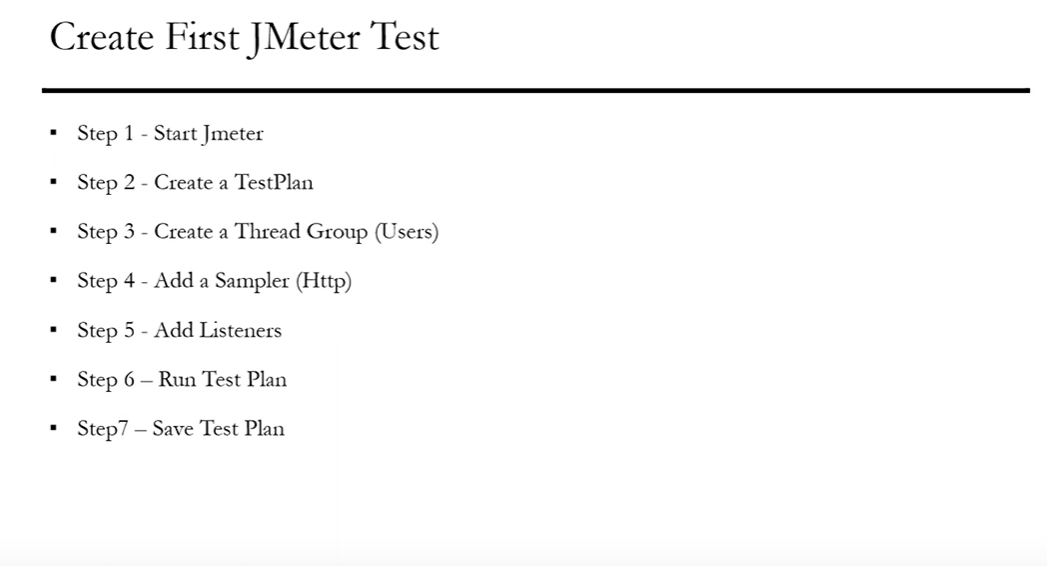 Create First JMeter Test
▪ Step 1 - Start Jmeter
▪ Step 2 - Create a TestPlan
▪ Step 3 - Create a Thread Group (Users)
▪ Step 4 - Add a Sampler (Http)
▪ Step 5 - Add Listeners
▪ Step 6 – Run Test Plan
▪ Step7 – Save Test Plan